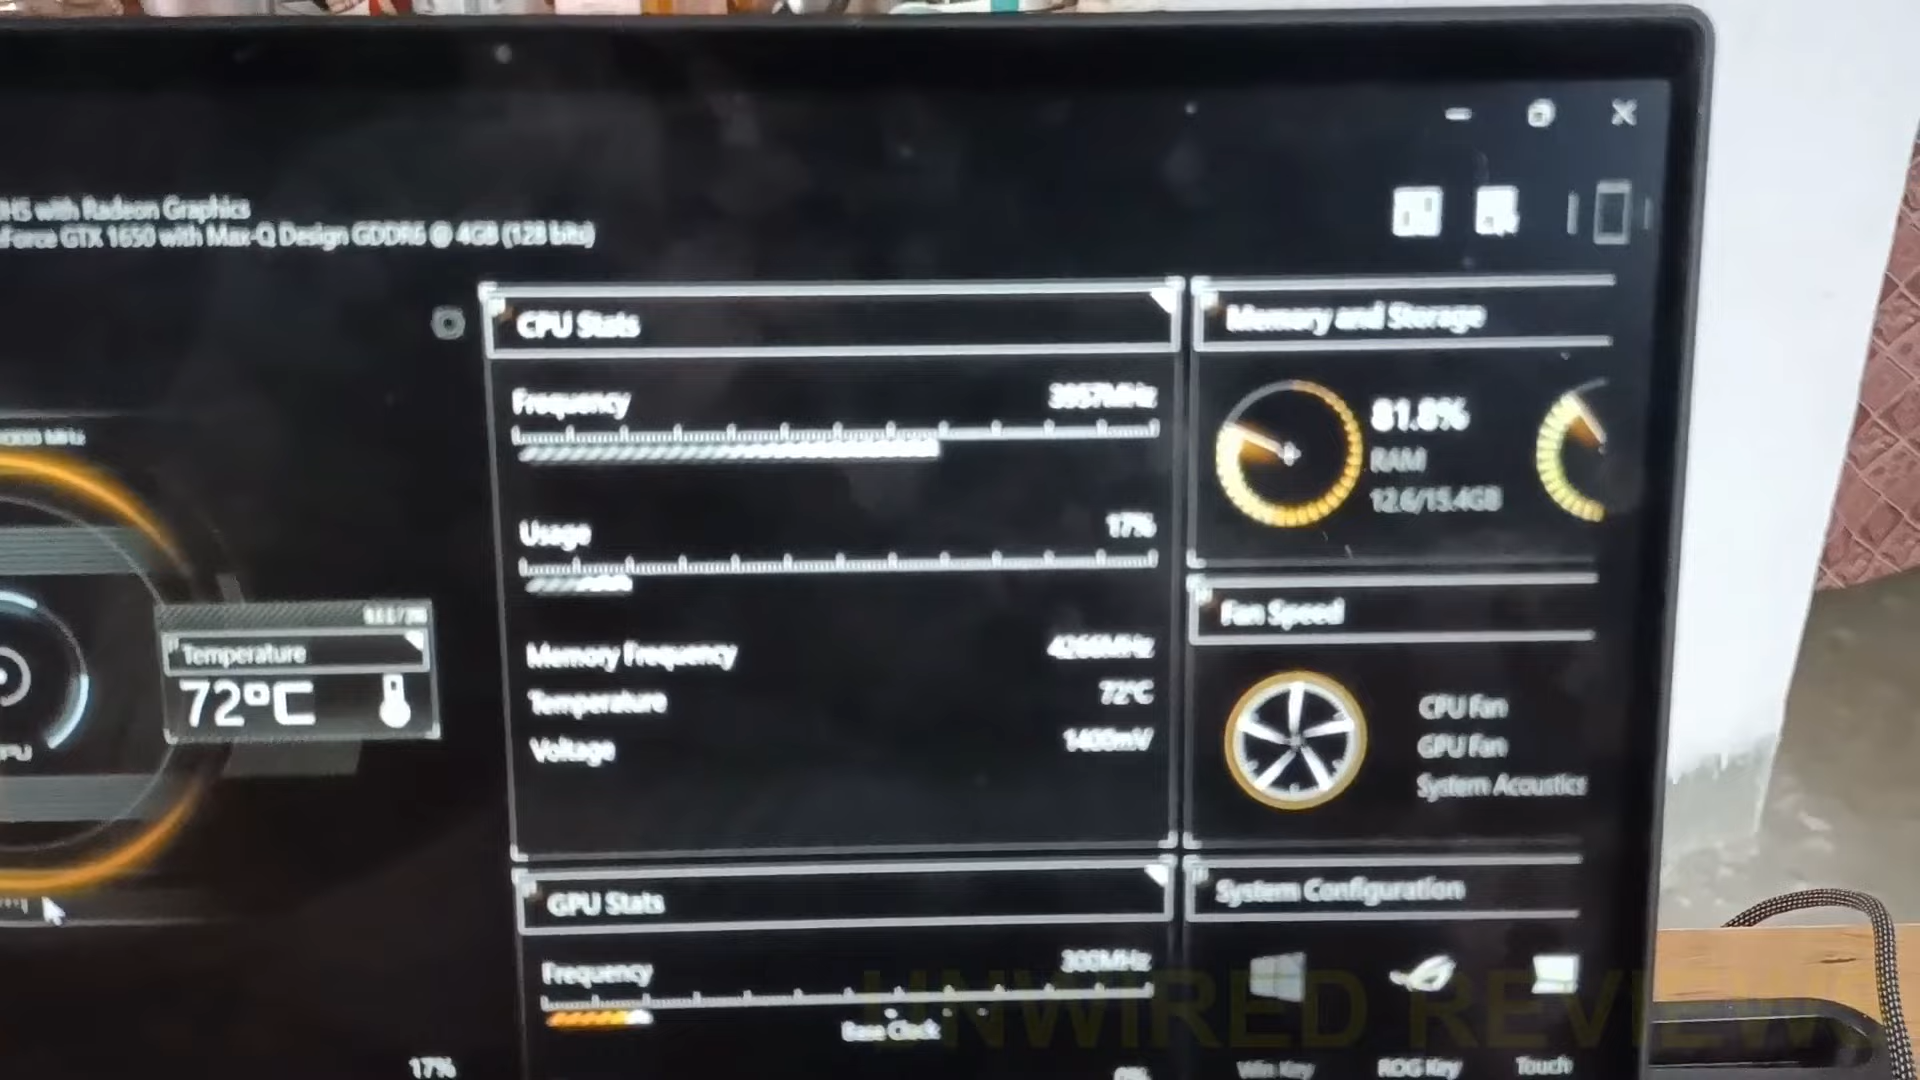 HS with Radeon Graphics
Force GTX 1650 with Max-Q Design GDDR6 @ 4GB (128 bits)
CPU Stats
Frequency 3957MHz
Usage 17%
Memory Frequency 4266MHz
Temperature 72°C
Voltage 1400mV
Temperature
72°C
Memory and Storage
81.8%
RAM
12.6/15.4GB
Fan Speed
CPU Fan
GPU Fan
System Acoustics
GPU Stats
Frequency 300MHz
Base Clock
17%
0%
System Configuration
Win Key
ROG Key
Touch
UNWIRED REVIEWS